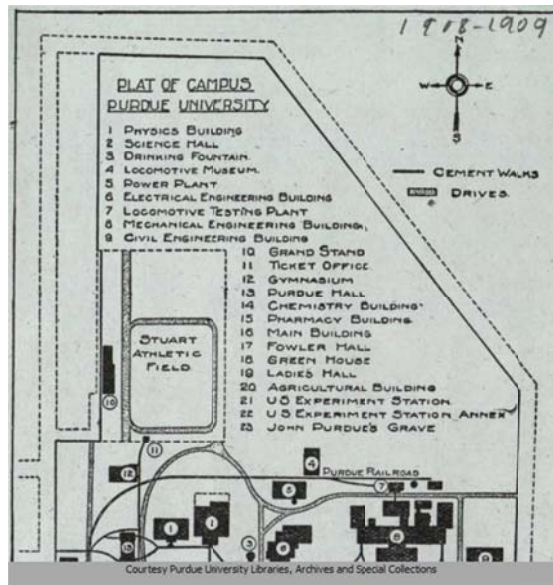 1908-1909
N
W E
S
PLAT OF CAMPUS
PURDUE UNIVERSITY
1 PHYSICS BUILDING
2 SCIENCE HALL
3 DRINKING FOUNTAIN.
4 LOCOMOTIVE MUSEUM.
5 POWER PLANT
6 ELECTRICAL ENGINEERING BUILDING
7 LOCOMOTIVE TESTING PLANT
8 MECHANICAL ENGINEERING BUILDING.
9 CIVIL ENGINEERING BUILDING
CEMENT WALKS
DRIVES.
10 GRAND STAND
11 TICKET OFFICE
12 GYMNASIUM
13 PURDUE HALL
14 CHEMISTRY BUILDING
15 PHARMACY BUILDING
16 MAIN BUILDING
17 FOWLER HALL
18 GREEN HOUSE
19 LADIES HALL
20 AGRICULTURAL BUILDING
21 U S EXPERIMENT STATION
22 U S EXPERIMENT STATION ANNEX
23 JOHN PURDUE'S GRAVE
STUART
ATHLETIC
FIELD.
10
11
12
4
PURDUE RAILROAD
5
7
1
1
3
6
8
9
13
Courtesy Purdue University Libraries, Archives and Special Collections